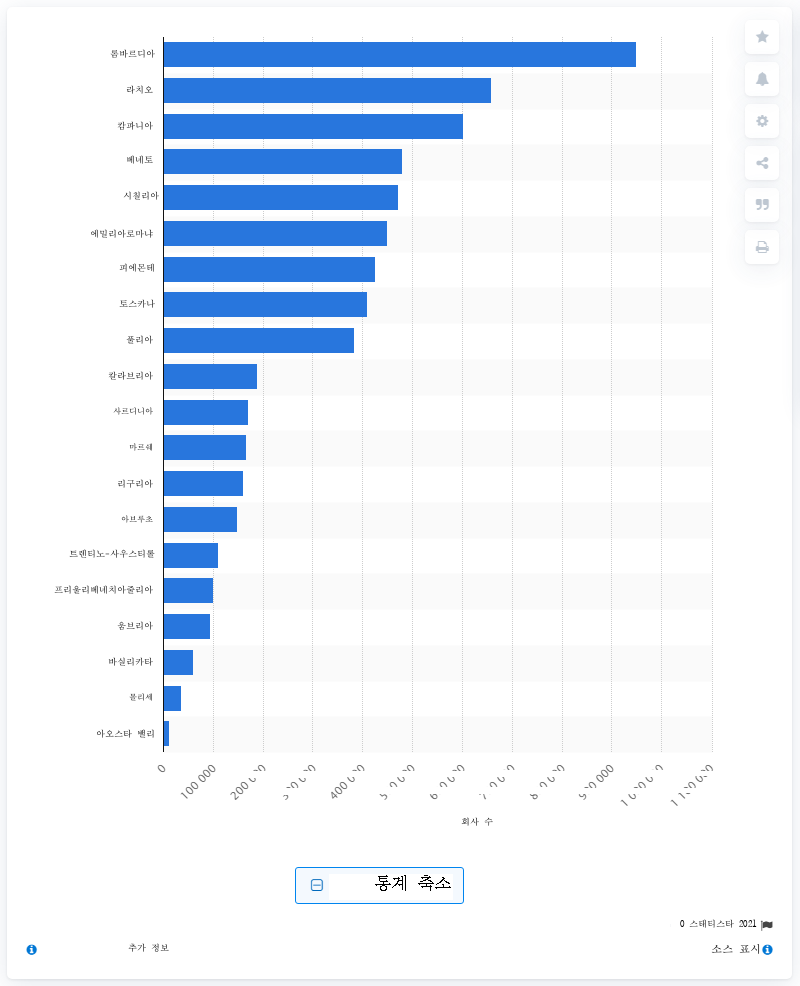 롬바르디아
라치오
캄파니아
베네토
시칠리아
에밀리아로마냐
피에몬테
토스카나
풀리아
칼라브리아
사르디니아
마르쉐
리구리아
아브루초
트렌티노-사우스티롤
프리울리베네치아줄리아
움브리아
바실리카타
몰리세
아오스타 밸리
0 100 000 200 000 400 000
회사 수
통계 축소
0 스태티스타 2021
추가 정보 소스 표시